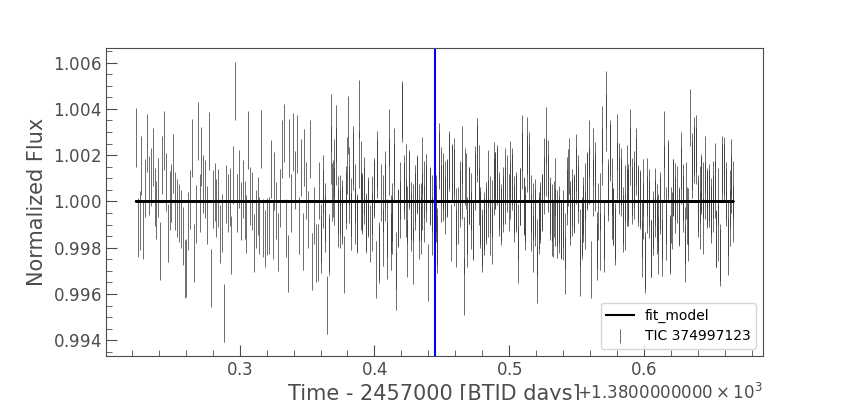 Normalized Flux
1.006
1.004
1.002
1.000
0.998
0.996
0.994
fit_model
TIC 374997123
0.3
0.4
0.5
0.6
Time - 2457000 [BTJD days]
+1.3800000000 × 10³